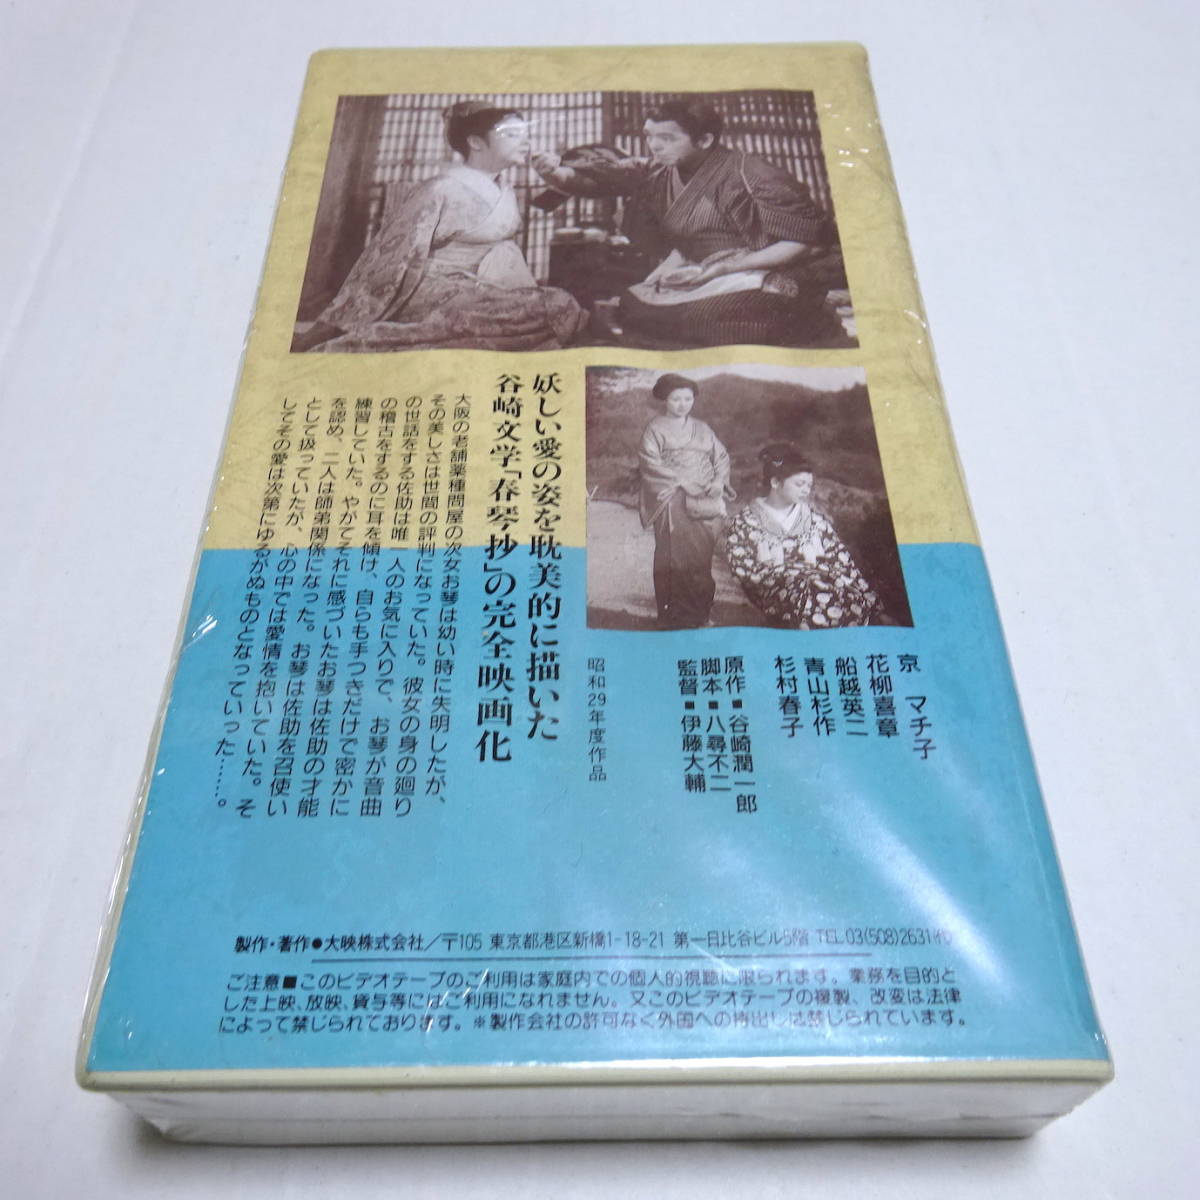 京 マチ子
花柳喜章
船越英二
青山杉作
杉村春子
原作■谷崎潤一郎
脚本■八尋不二
監督■伊藤大輔
昭和29年度作品
妖しい愛の姿を耽美的に描いた
谷崎文学「春琴抄」の完全映画化
大阪の老舗薬種問屋の次女お琴は幼い時に失明したが、
その美しさは世間の評判になっていた。彼女の身の廻り
の世話をする佐助は唯一人のお気に入りで、お琴が音曲
の稽古をするのに耳を傾け、自らも手つきだけで密かに
練習していた。やがてそれに感づいたお琴は佐助の才能
を認め、二人は師弟関係になった。お琴は佐助を召使い
として扱っていたが、心の中では愛情を抱いていた。そ
してその愛は次第にゆるがぬものとなっていった……。
製作・著作●大映株式会社/〒105 東京都港区新橋1-18-21 第一日比谷ビル5階 TEL03(508)2631代
ご注意■このビデオテープのご利用は家庭内での個人的視聴に限られます。業務を目的と
した上映、放映、貸与等にはご利用になれません。又このビデオテープの複製、改変は法律
によって禁じられております。※製作会社の許可なく外国への持出しは禁じられています。